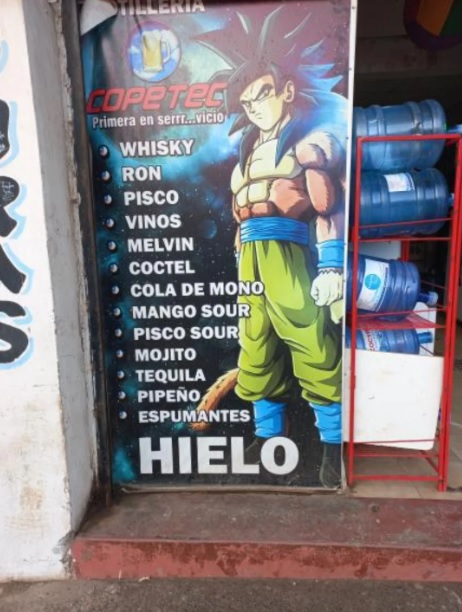 TILLERIA
COPETEC
Primera en serrr...vicio
WHISKY
RON
PISCO
VINOS
MELVIN
COCTEL
COLA DE MONO
MANGO SOUR
PISCO SOUR
MOJITO
TEQUILA
PIPEÑO
ESPUMANTES
HIELO